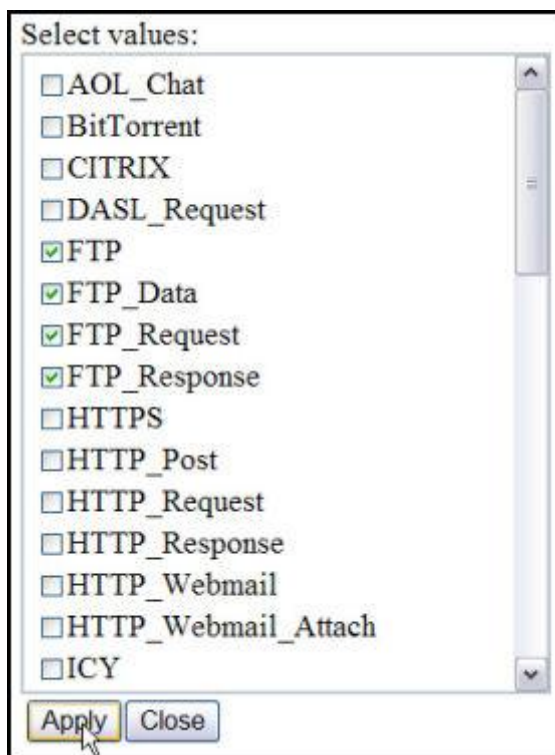 Select values:
AOL_Chat
BitTorrent
CITRIX
DASL_Request
FTP
FTP_Data
FTP_Request
FTP_Response
HTTPS
HTTP_Post
HTTP_Request
HTTP_Response
HTTP_Webmail
HTTP_Webmail_Attach
ICY
Apply Close